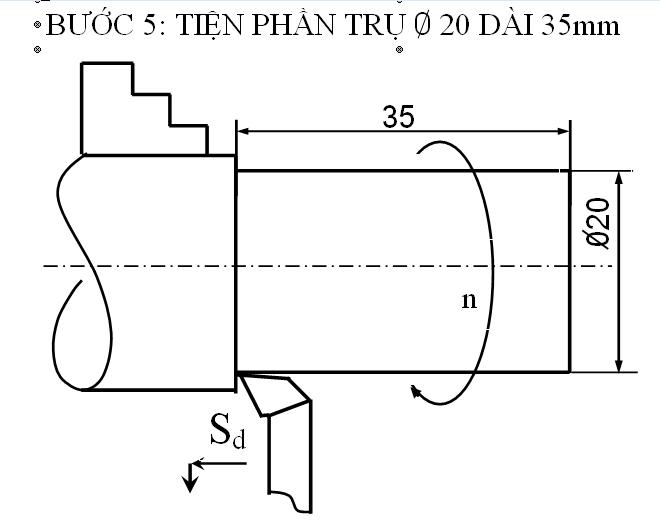 BƯỚC 5: TIỆN PHẦN TRỤ Ø 20 DÀI 35mm
35
Ø20
n
Sd